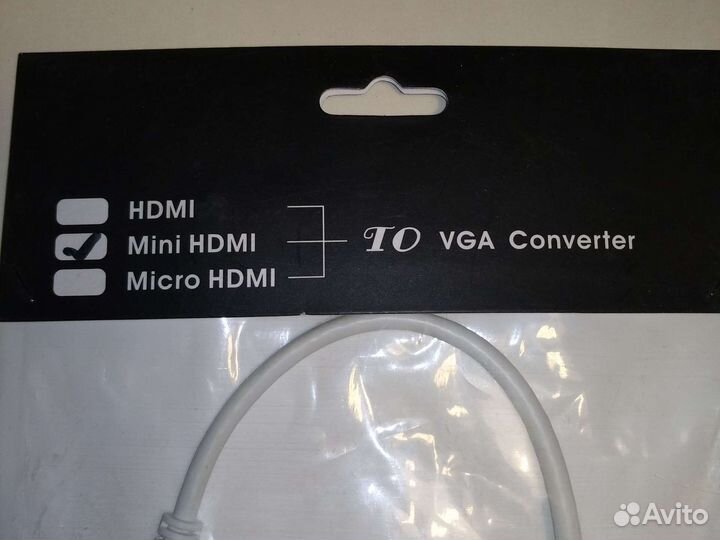 HDMI
Mini HDMI
Micro HDMI
TO VGA Converter
Avito